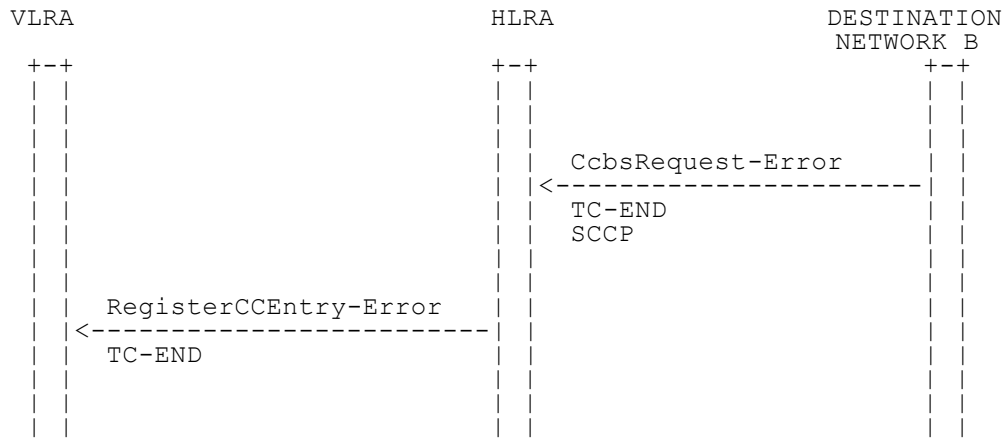 VLRA HLRA DESTINATION
NETWORK B
CcbsRequest-Error
TC-END
SCCP
RegisterCCEntry-Error
TC-END